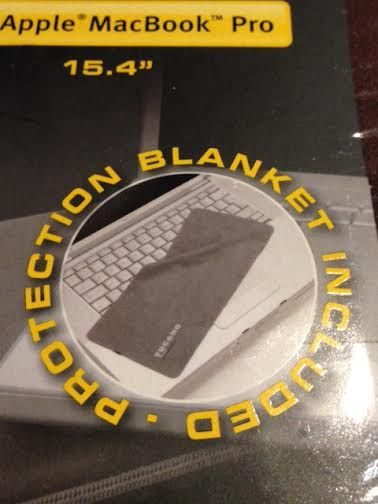 Apple® MacBook™ Pro
15.4”
PROTECTION BLANKET INCLUDED •
TUCANO